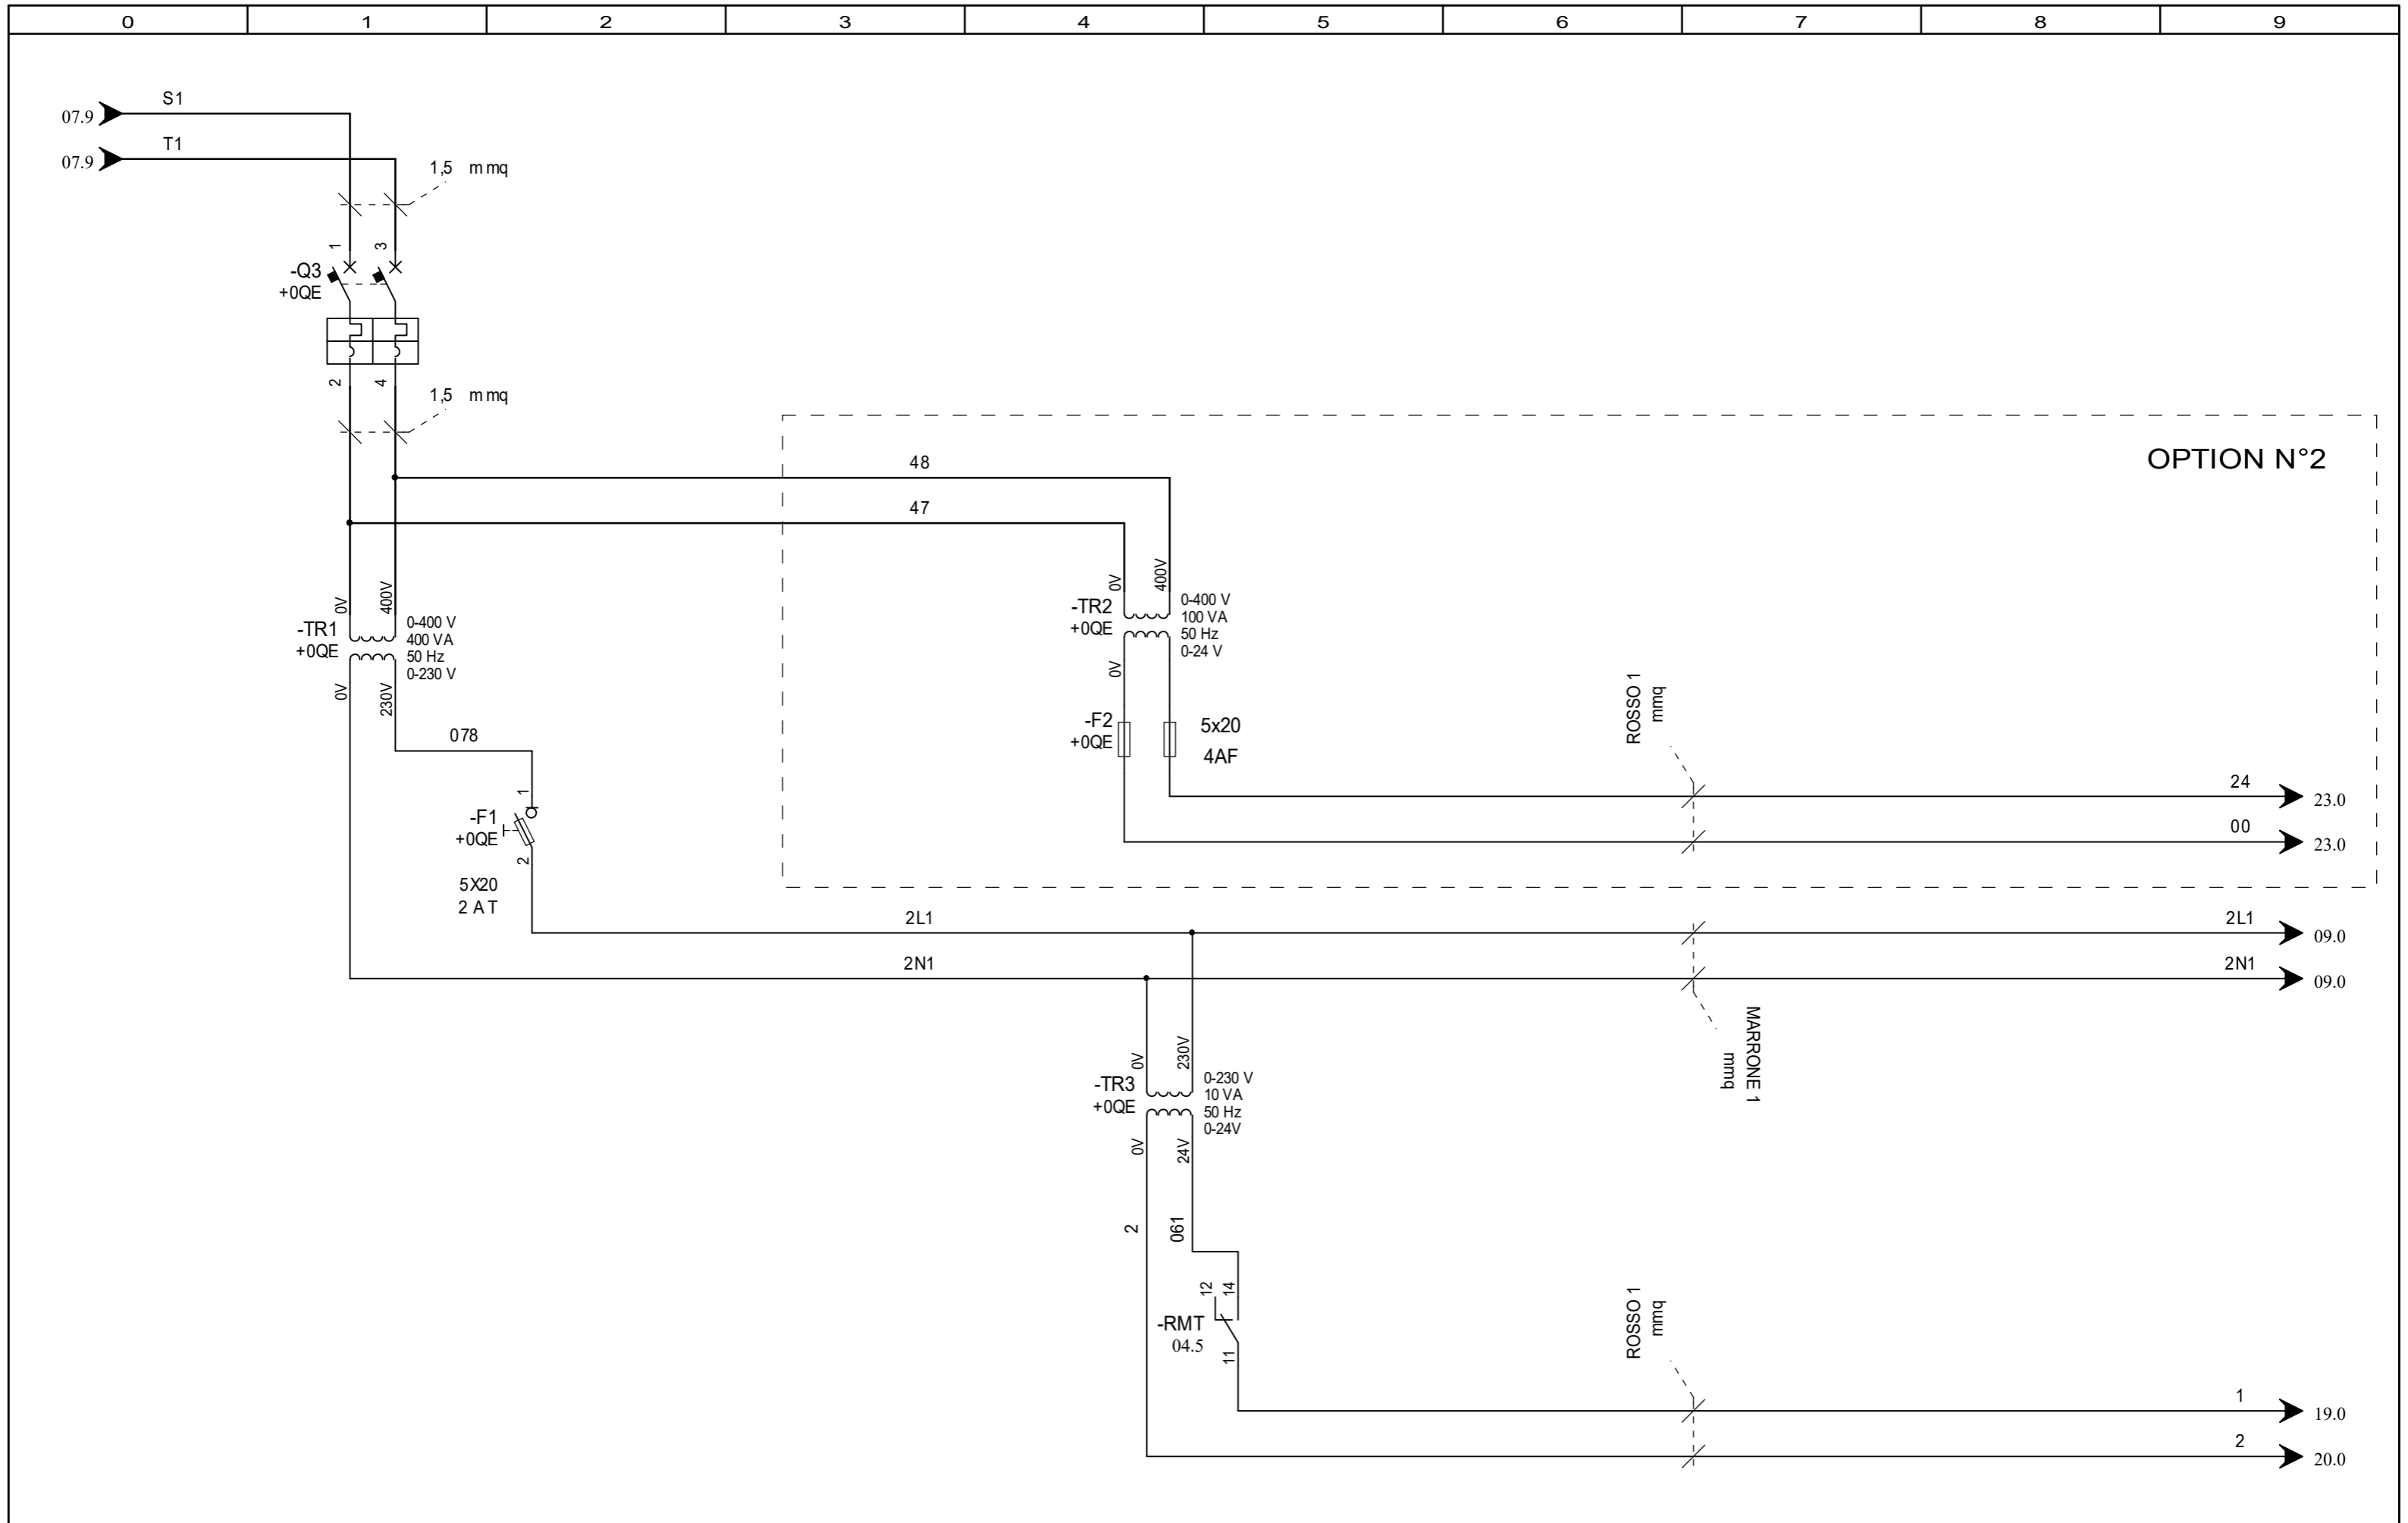 0 1 2 3 4 5 6 7 8 9
S1
07.9
T1
07.9
1,5 mmq
1 3
-Q3
+0QE
2 4
1,5 mmq
OPTION N°2
48
47
0V 400V
-TR1
+0QE
0-400 V
400 VA
50 Hz
0-230 V
0V 230V
0V 400V
-TR2
+0QE
0-400 V
100 VA
50 Hz
0-24 V
0V
-F2
+0QE
5x20
4AF
ROSSO 1
mmq
078
1
-F1
+0QE
2
5X20
2 AT
24
23.0
00
23.0
2L1
2L1
09.0
2N1
2N1
09.0
MARRONE 1
mmq
0V 230V
-TR3
+0QE
0-230 V
10 VA
50 Hz
0-24V
0V 24V
2 061
12 14
-RMT
04.5
11
ROSSO 1
mmq
1
19.0
2
20.0